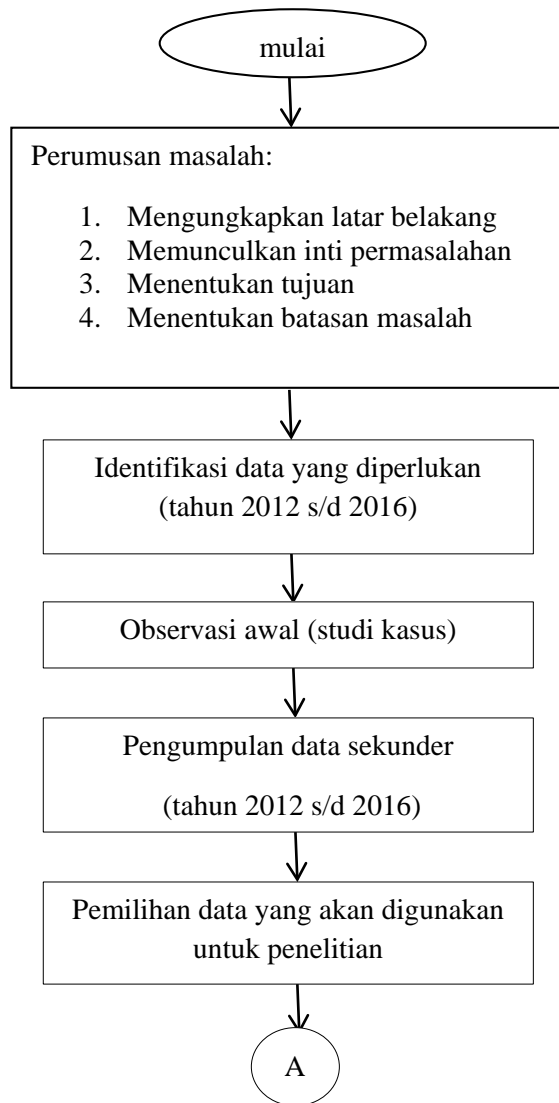 mulai
Perumusan masalah:
1. Mengungkapkan latar belakang
2. Memunculkan inti permasalahan
3. Menentukan tujuan
4. Menentukan batasan masalah
Identifikasi data yang diperlukan
(tahun 2012 s/d 2016)
Observasi awal (studi kasus)
Pengumpulan data sekunder
(tahun 2012 s/d 2016)
Pemilihan data yang akan digunakan
untuk penelitian
A